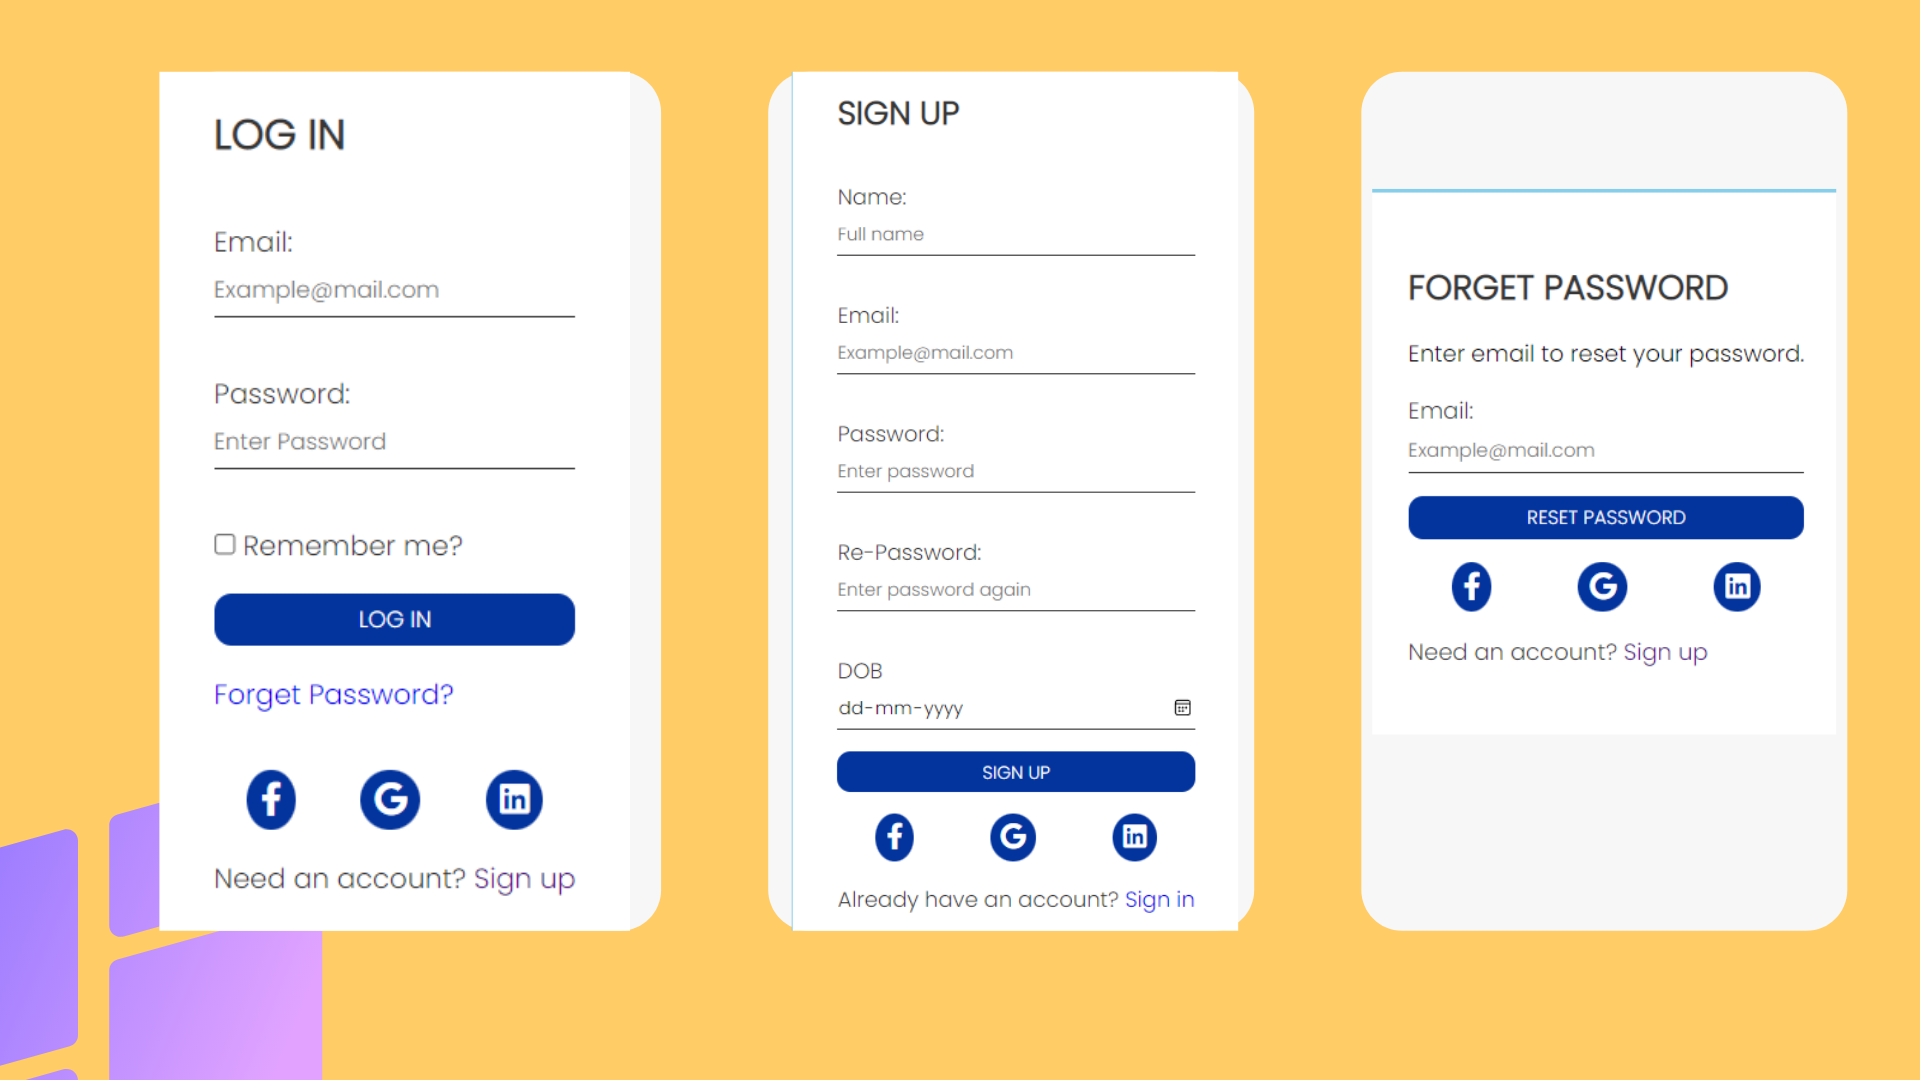 LOG IN
Email:
Example@mail.com
Password:
Enter Password
Remember me?
LOG IN
Forget Password?
f G in
Need an account? Sign up
SIGN UP
Name:
Full name
Email:
Example@mail.com
Password:
Enter password
Re-Password:
Enter password again
DOB
dd-mm-yyyy
SIGN UP
f G in
Already have an account? Sign in
FORGET PASSWORD
Enter email to reset your password.
Email:
Example@mail.com
RESET PASSWORD
f G in
Need an account? Sign up